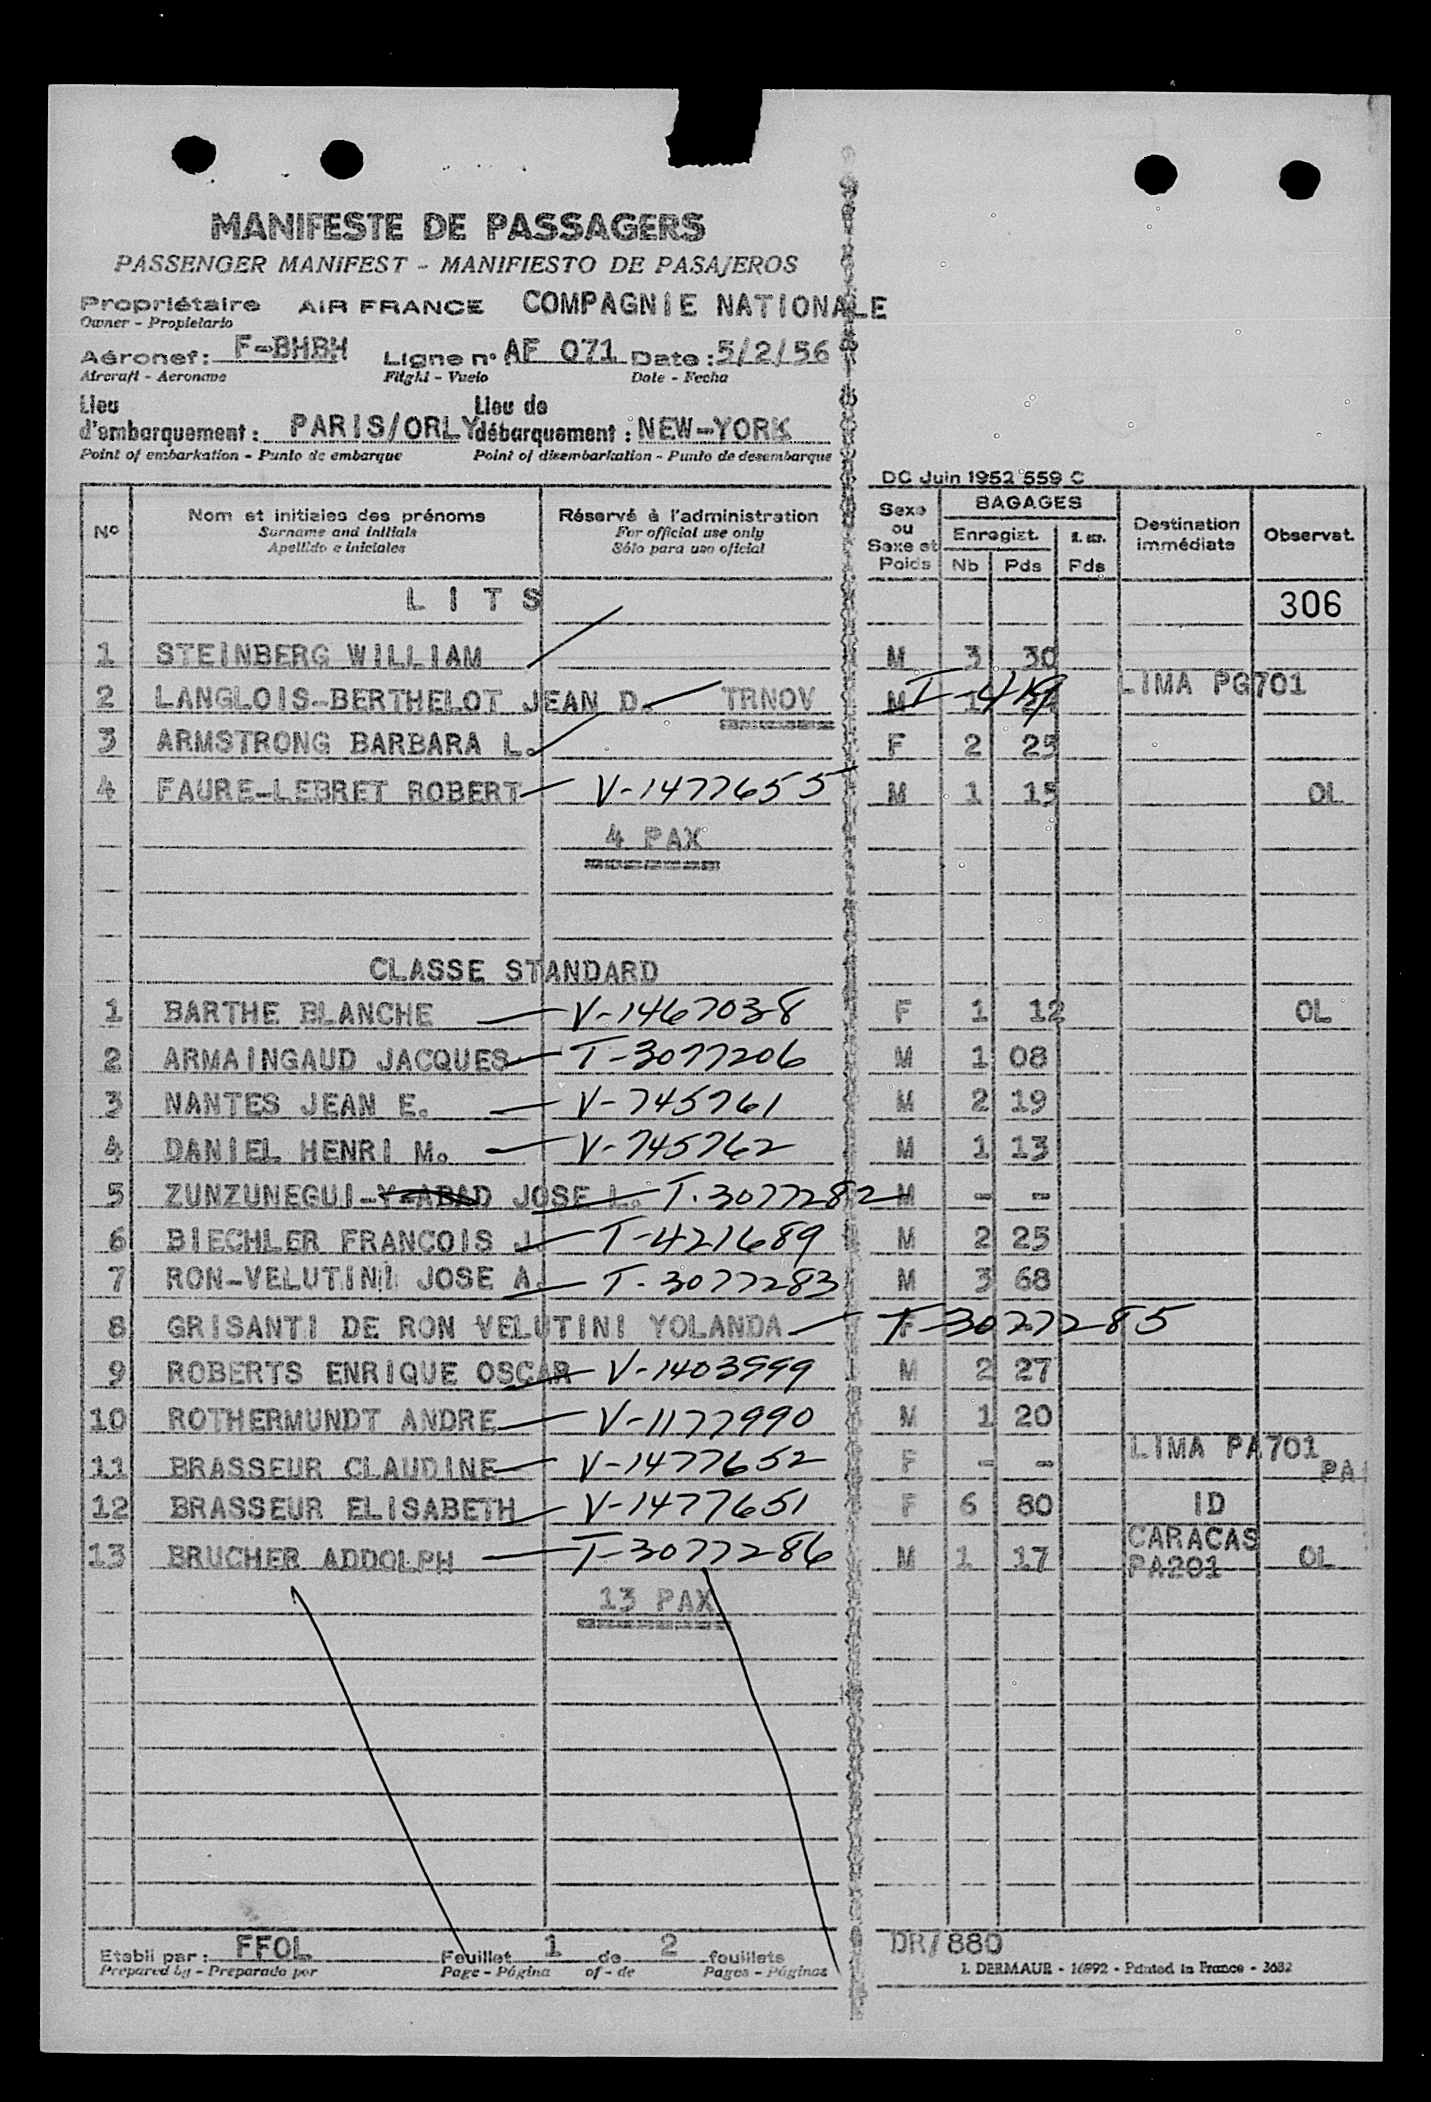 MANIFESTE DE PASSAGERS
PASSENGER MANIFEST - MANIFIESTO DE PASAJEROS
Propriétaire AIR FRANCE COMPAGNIE NATIONALE
Owner - Propietario
Aéronef: F-BHBH Ligne n° AF 071 Date: 5/2/56
Aircraft - Aeronave Flight - Vuelo Date - Fecha
Lieu d'embarquement: PARIS/ORLY Lieu de débarquement: NEW-YORK
Point of embarkation - Punto de embarque Point of disembarkation - Punto de desembarque
DC Juin 1952 559 C
N° Nom et initiales des prénoms Réservé à l'administration Sexe ou Sexe et Poids BAGAGES Destination immédiate Observat.
Surname and initials For official use only Enregist.
Apellido e iniciales Sólo para uso oficial Nb Pds Pds
LITS 306
1 STEINBERG WILLIAM M 3 30
2 LANGLOIS-BERTHELOT JEAN D. TRNOV M 1 LIMA PG701
3 ARMSTRONG BARBARA L. F 2 25
4 FAURE-LEBRET ROBERT V-1477655 M 1 15 OL
4 PAX
CLASSE STANDARD
1 BARTHE BLANCHE V-1467038 F 1 12 OL
2 ARMAINGAUD JACQUES T-3077206 M 1 08
3 NANTES JEAN E. V-745761 M 2 19
4 DANIEL HENRI M. V-745762 M 1 13
5 ZUNZUNEGUI-Y-ABAD JOSE L. T-3077282 M - -
6 BIECHLER FRANCOIS J. T-421689 M 2 25
7 RON-VELUTINI JOSE A. T-3077283 M 3 68
8 GRISANTI DE RON VELUTINI YOLANDA F T-3077285
9 ROBERTS ENRIQUE OSCAR V-1403999 M 2 27
10 ROTHERMUNDT ANDRE V-1177990 M 1 20
11 BRASSEUR CLAUDINE V-1477652 F - - LIMA PA701 PA
12 BRASSEUR ELISABETH V-1477651 F 6 80 ID
13 BRUCHER ADDOLPH T-3077286 M 1 17 CARACAS PA201 OL
13 PAX
Etabli par: FFOL Feuillet 1 de 2 feuillets DR/880
Prepared by - Preparado por Page - Página of - de Pages - Páginas I. DERMAUR - 16992 - Printed in France - 3632